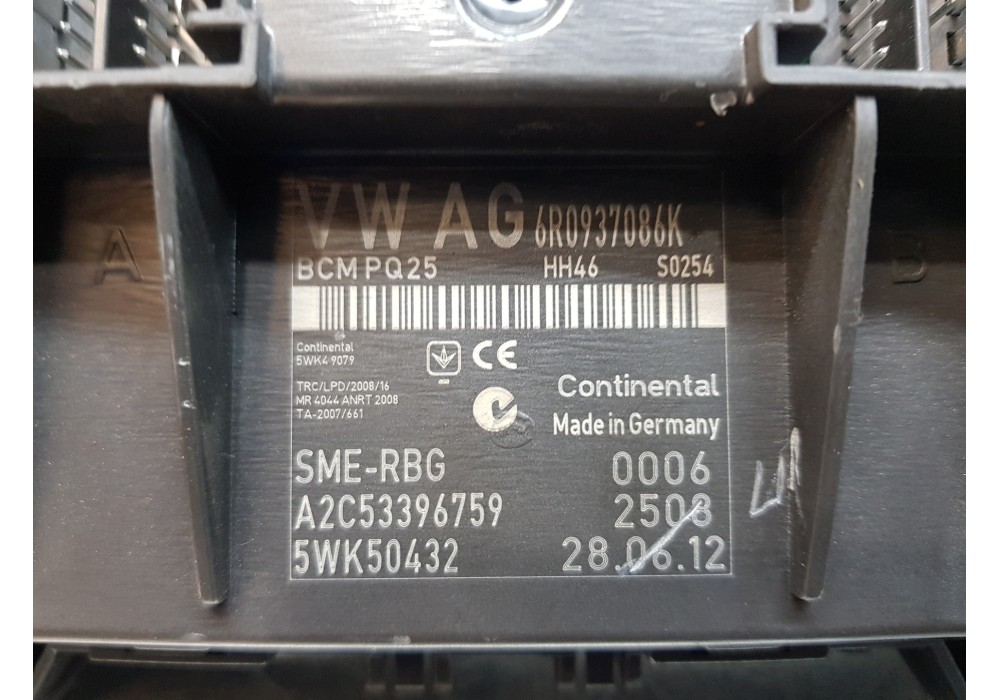 VW AG 6R0937086K
BCM PQ25 HH46 S0254
A
B
Continental
5WK4 9079
CE
TRC/LPD/2008/16
MR 4044 ANRT 2008
TA-2007/661
Continental
Made in Germany
SME-RBG 0006
A2C53396759 2508
5WK50432 28.06.12